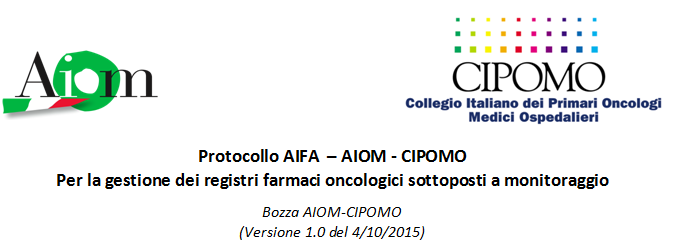 Aiom
CIPOMO
Collegio Italiano dei Primari Oncologi
Medici Ospedalieri
Protocollo AIFA – AIOM - CIPOMO
Per la gestione dei registri farmaci oncologici sottoposti a monitoraggio
Bozza AIOM-CIPOMO
(Versione 1.0 del 4/10/2015)